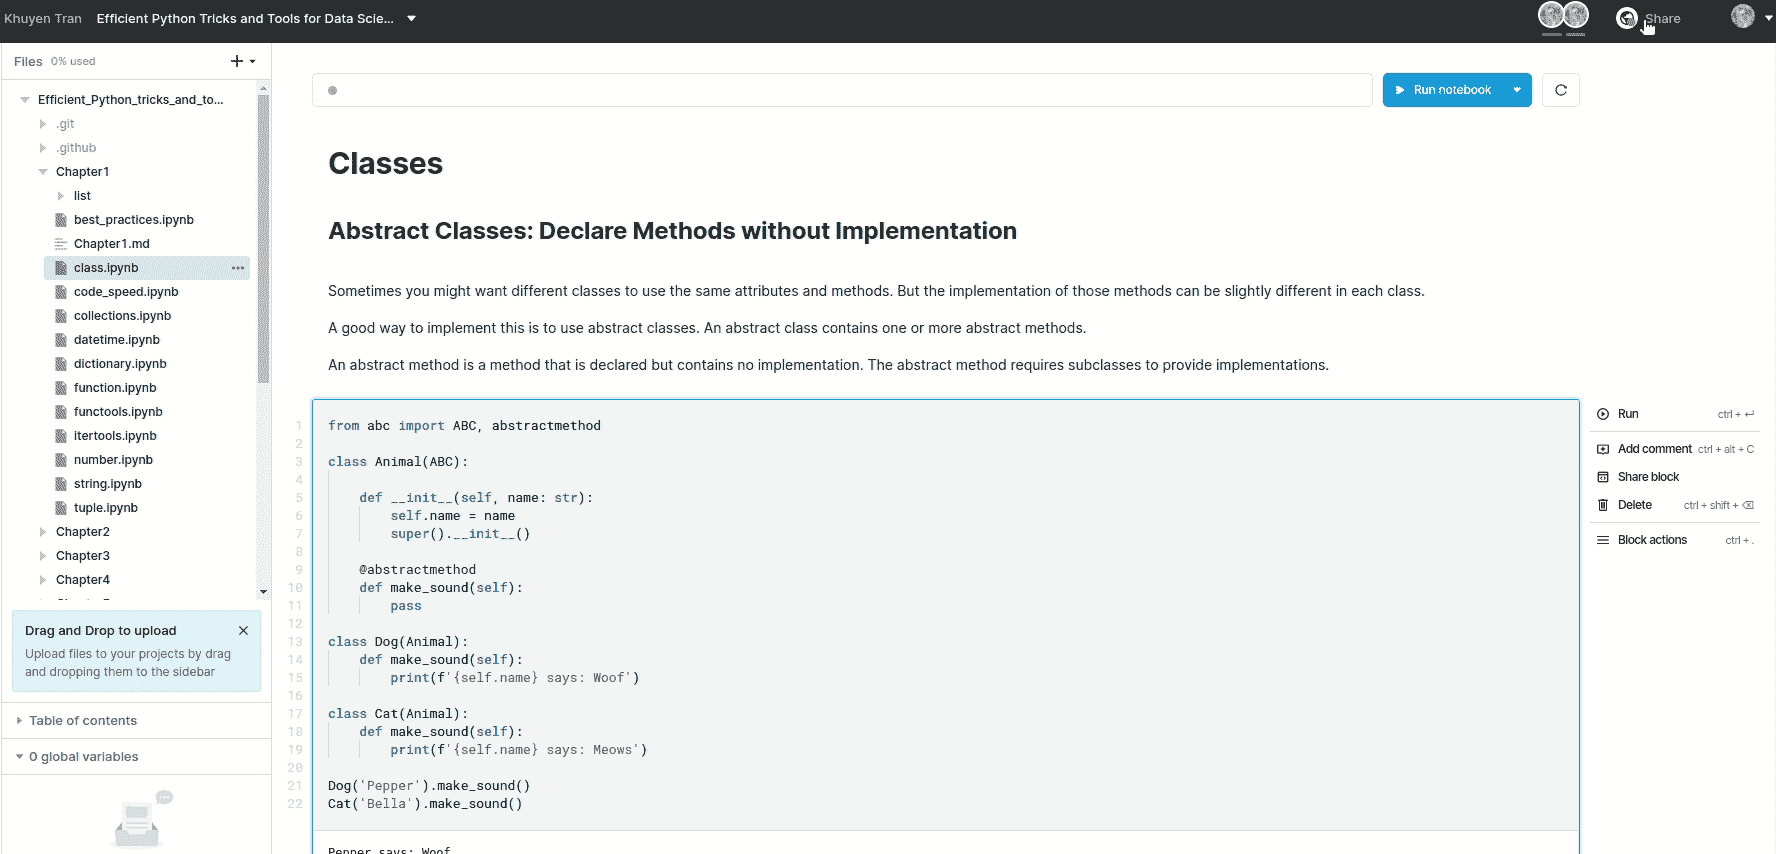 Khuyen Tran Efficient Python Tricks and Tools for Data Scie...
Share
Files 0% used
Efficient_Python_tricks_and_to...
.git
.github
Chapter1
list
best_practices.ipynb
Chapter1.md
class.ipynb
code_speed.ipynb
collections.ipynb
datetime.ipynb
dictionary.ipynb
function.ipynb
functools.ipynb
itertools.ipynb
number.ipynb
string.ipynb
tuple.ipynb
Chapter2
Chapter3
Chapter4
Drag and Drop to upload
Upload files to your projects by drag
and dropping them to the sidebar
Table of contents
0 global variables
Run notebook
Classes
Abstract Classes: Declare Methods without Implementation
Sometimes you might want different classes to use the same attributes and methods. But the implementation of those methods can be slightly different in each class.
A good way to implement this is to use abstract classes. An abstract class contains one or more abstract methods.
An abstract method is a method that is declared but contains no implementation. The abstract method requires subclasses to provide implementations.
1 from abc import ABC, abstractmethod
2
3 class Animal(ABC):
4
5 def __init__(self, name: str):
6 self.name = name
7 super().__init__()
8
9 @abstractmethod
10 def make_sound(self):
11 pass
12
13 class Dog(Animal):
14 def make_sound(self):
15 print(f'{self.name} says: Woof')
16
17 class Cat(Animal):
18 def make_sound(self):
19 print(f'{self.name} says: Meows')
20
21 Dog('Pepper').make_sound()
22 Cat('Bella').make_sound()
Pepper says: Woof
Run ctrl + ↵
Add comment ctrl + alt + C
Share block
Delete ctrl + shift + ⌫
Block actions ctrl + .